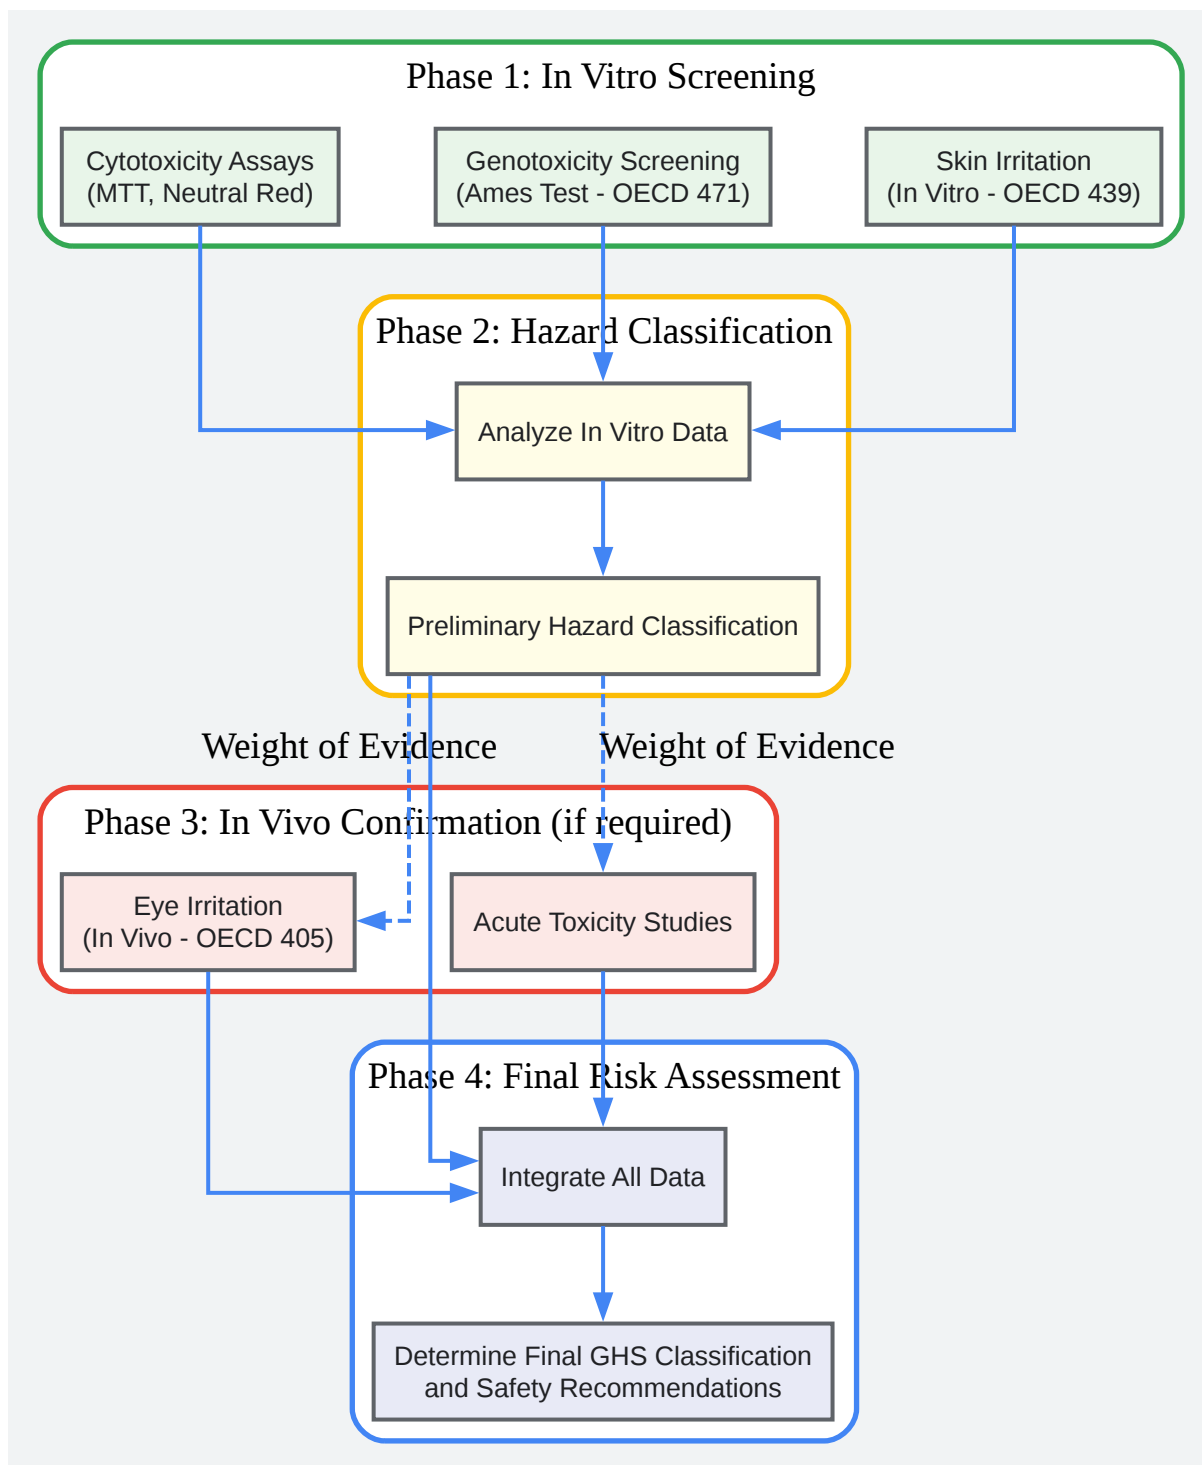 Phase 1: In Vitro Screening
Cytotoxicity Assays
(MTT, Neutral Red)
Genotoxicity Screening
(Ames Test - OECD 471)
Skin Irritation
(In Vitro - OECD 439)
Phase 2: Hazard Classification
Analyze In Vitro Data
Preliminary Hazard Classification
Weight of Evidence
Weight of Evidence
Phase 3: In Vivo Confirmation (if required)
Eye Irritation
(In Vivo - OECD 405)
Acute Toxicity Studies
Phase 4: Final Risk Assessment
Integrate All Data
Determine Final GHS Classification
and Safety Recommendations